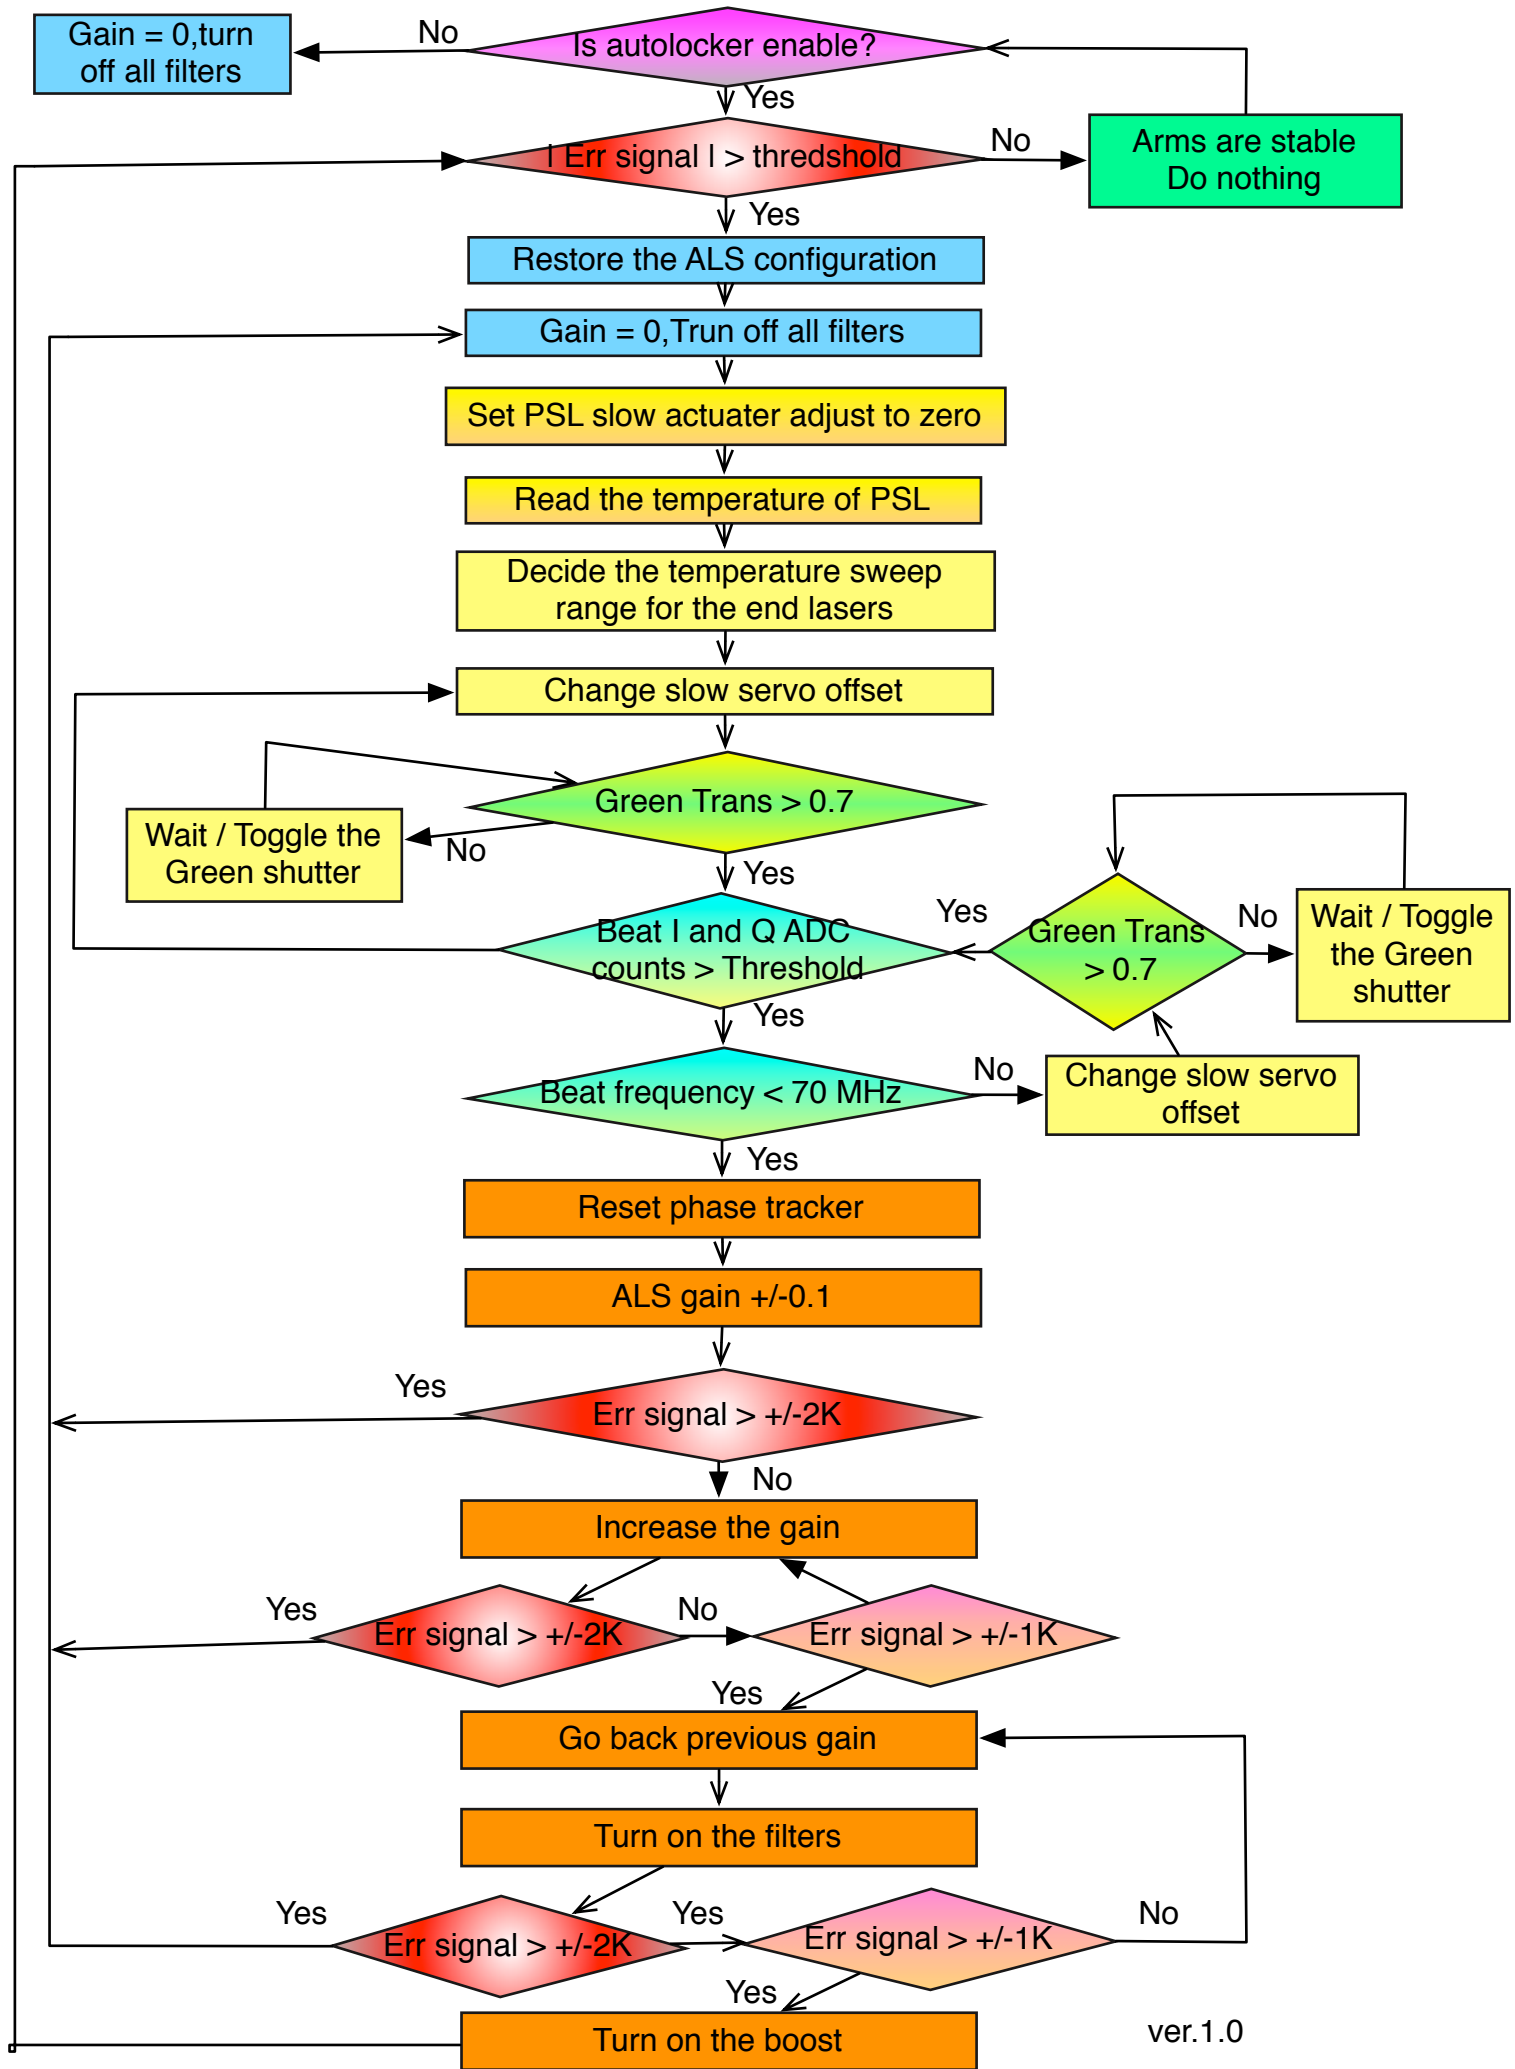 Gain = 0,turn
off all filters
No
Is autolocker enable?
Yes
| Err signal | > thredshold
No
Arms are stable
Do nothing
Yes
Restore the ALS configuration
Gain = 0,Trun off all filters
Set PSL slow actuater adjust to zero
Read the temperature of PSL
Decide the temperature sweep
range for the end lasers
Change slow servo offset
Green Trans > 0.7
Wait / Toggle the
Green shutter
No
Yes
Beat I and Q ADC
counts > Threshold
Yes
Green Trans
> 0.7
No
Wait / Toggle
the Green
shutter
Yes
Beat frequency < 70 MHz
No
Change slow servo
offset
Yes
Reset phase tracker
ALS gain +/-0.1
Yes
Err signal > +/-2K
No
Increase the gain
Yes
Err signal > +/-2K
No
Err signal > +/-1K
Yes
Go back previous gain
Turn on the filters
Yes
Err signal > +/-2K
Yes
Err signal > +/-1K
No
Yes
Turn on the boost
ver.1.0